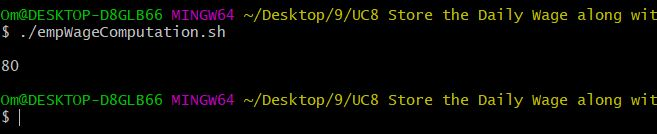 Om@DESKTOP-D8GLB66 MINGW64 ~/Desktop/9/UC8 Store the Daily Wage along wit
$ ./empWageComputation.sh
80
Om@DESKTOP-D8GLB66 MINGW64 ~/Desktop/9/UC8 Store the Daily Wage along wit
$